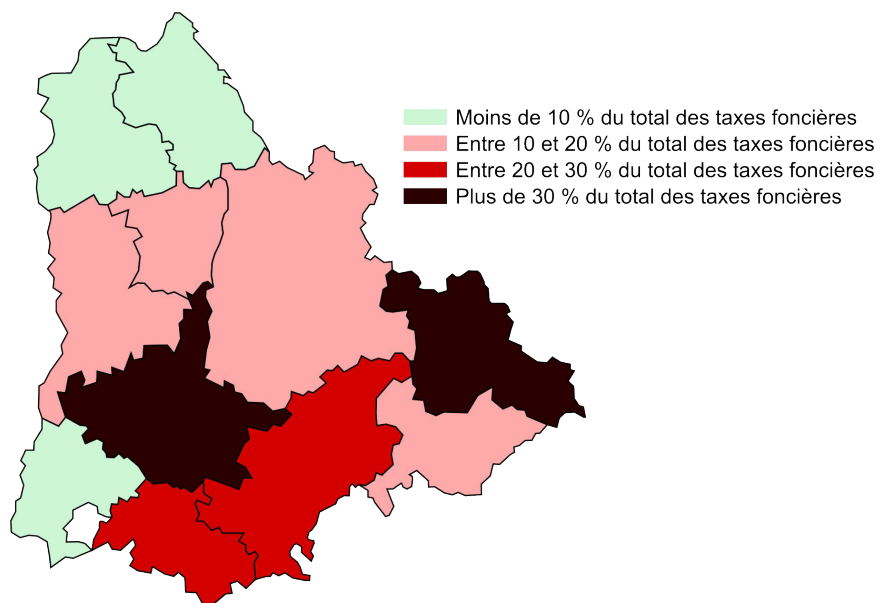 Moins de 10 % du total des taxes foncières
Entre 10 et 20 % du total des taxes foncières
Entre 20 et 30 % du total des taxes foncières
Plus de 30 % du total des taxes foncières